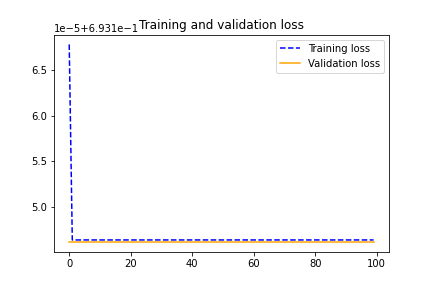 1e−5+6.931e−1
Training and validation loss
Training loss
Validation loss
6.5
6.0
5.5
5.0
0 20 40 60 80 100